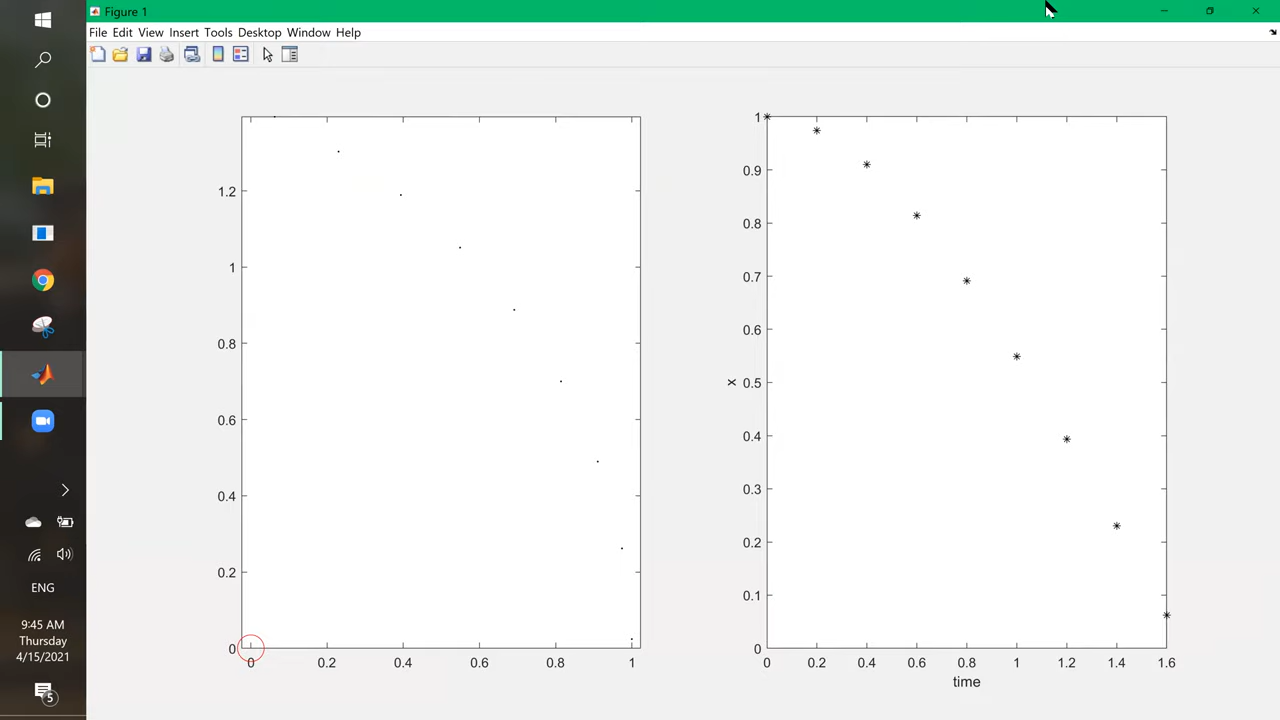 Figure 1
File Edit View Insert Tools Desktop Window Help
1.2
1
0.8
0.6
0.4
0.2
0
0 0.2 0.4 0.6 0.8 1
1
0.9
0.8
0.7
0.6
x 0.5
0.4
0.3
0.2
0.1
0
0 0.2 0.4 0.6 0.8 1 1.2 1.4 1.6
time
ENG
9:45 AM
Thursday
4/15/2021
5